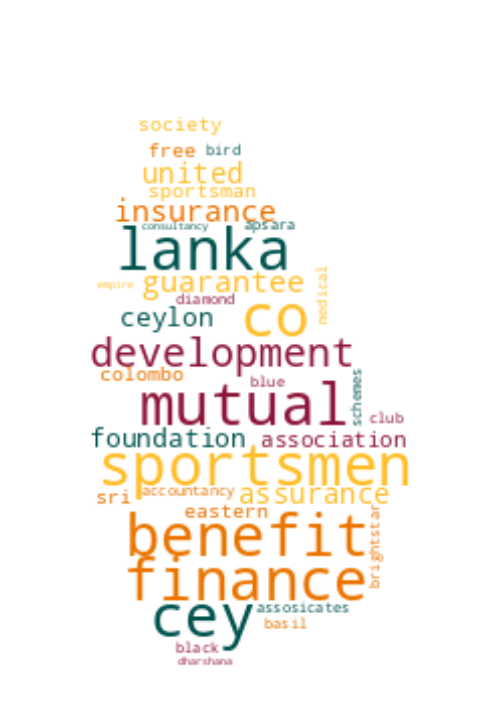 society
free bird
united
sportsman
insurance
consultancy apsara
lanka
empire guarantee medical
diamond
ceylon co
development
colombo blue schemes
mutual club
foundation association
sportsmen
sri accountancy assurance
eastern brightstar
benefit
finance
cey assosicates
basil
black
dharshana